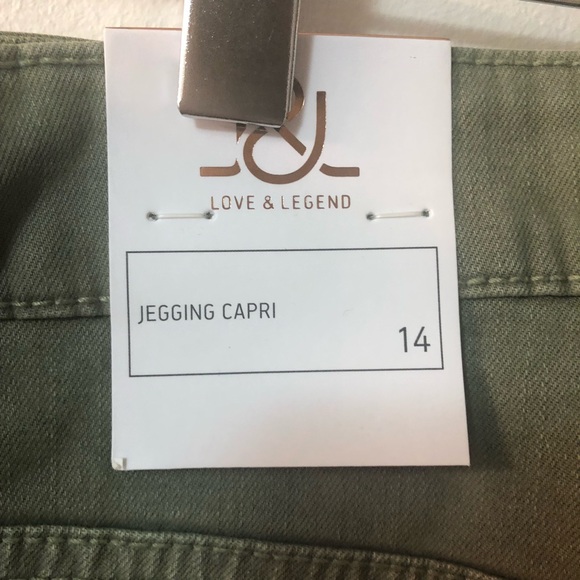 LOVE & LEGEND
JEGGING CAPRI
14